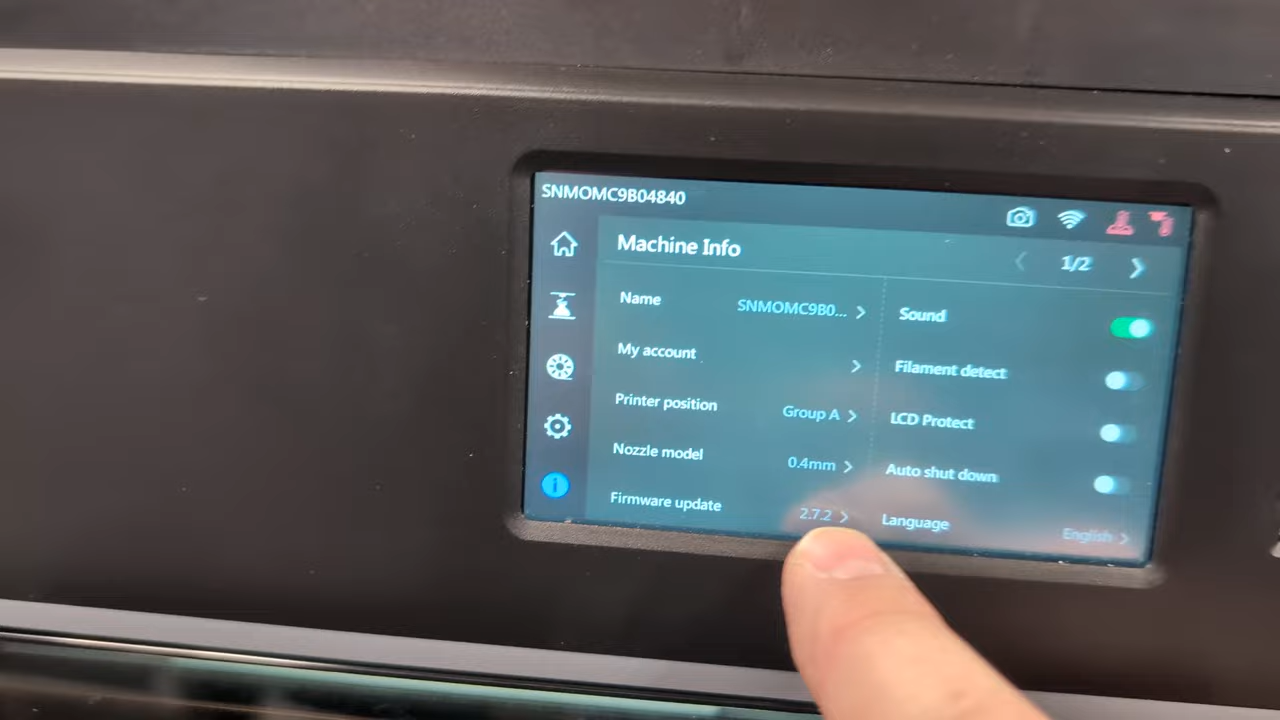 SNMOMC9B04840
Machine Info
1/2
Name
SNMOMC9B0...
My account
Printer position
Group A
Nozzle model
0.4mm
Firmware update
2.7.2
Sound
Filament detect
LCD Protect
Auto shut down
Language
English